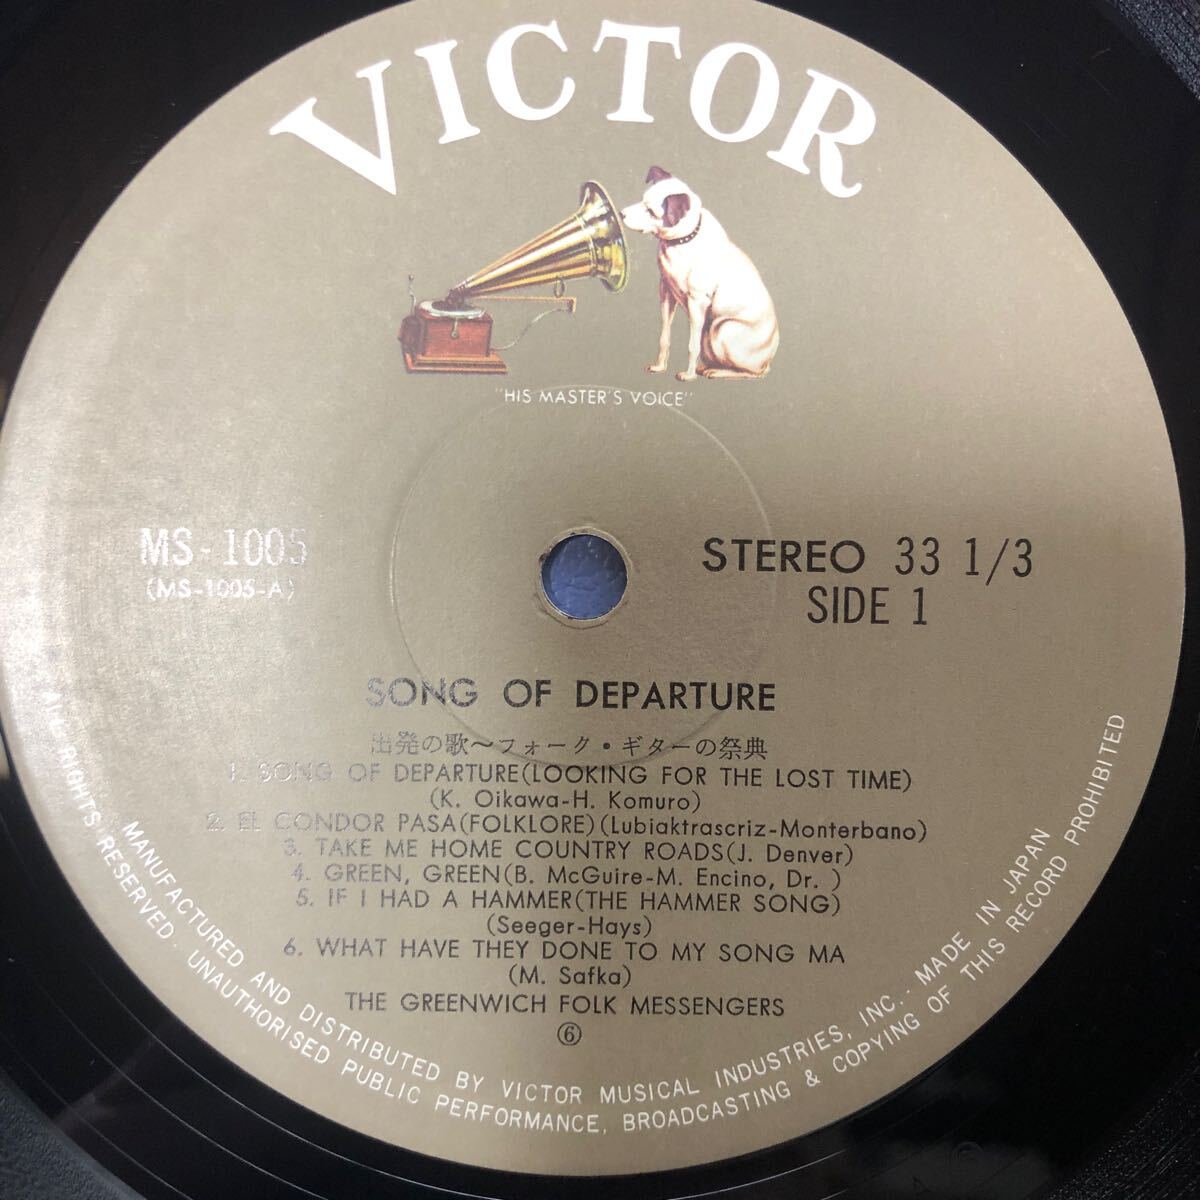 VICTOR
"HIS MASTER'S VOICE"
MS-1005
(MS-1005-A)
STEREO 33 1/3
SIDE 1
SONG OF DEPARTURE
出発の歌〜フォーク・ギターの祭典
1. SONG OF DEPARTURE(LOOKING FOR THE LOST TIME)
(K. Oikawa-H. Komuro)
2. EL CONDOR PASA(FOLKLORE)(Lubiaktrascriz-Monterbano)
3. TAKE ME HOME COUNTRY ROADS(J. Denver)
4. GREEN, GREEN(B. McGuire-M. Encino, Dr. )
5. IF I HAD A HAMMER(THE HAMMER SONG)
(Seeger-Hays)
6. WHAT HAVE THEY DONE TO MY SONG MA
(M. Safka)
THE GREENWICH FOLK MESSENGERS
⑥
MANUFACTURED AND DISTRIBUTED BY VICTOR MUSICAL INDUSTRIES, INC.. MADE IN JAPAN
RIGHTS RESERVED. UNAUTHORISED PUBLIC PERFORMANCE, BROADCASTING & COPYING OF THIS RECORD PROHIBITED